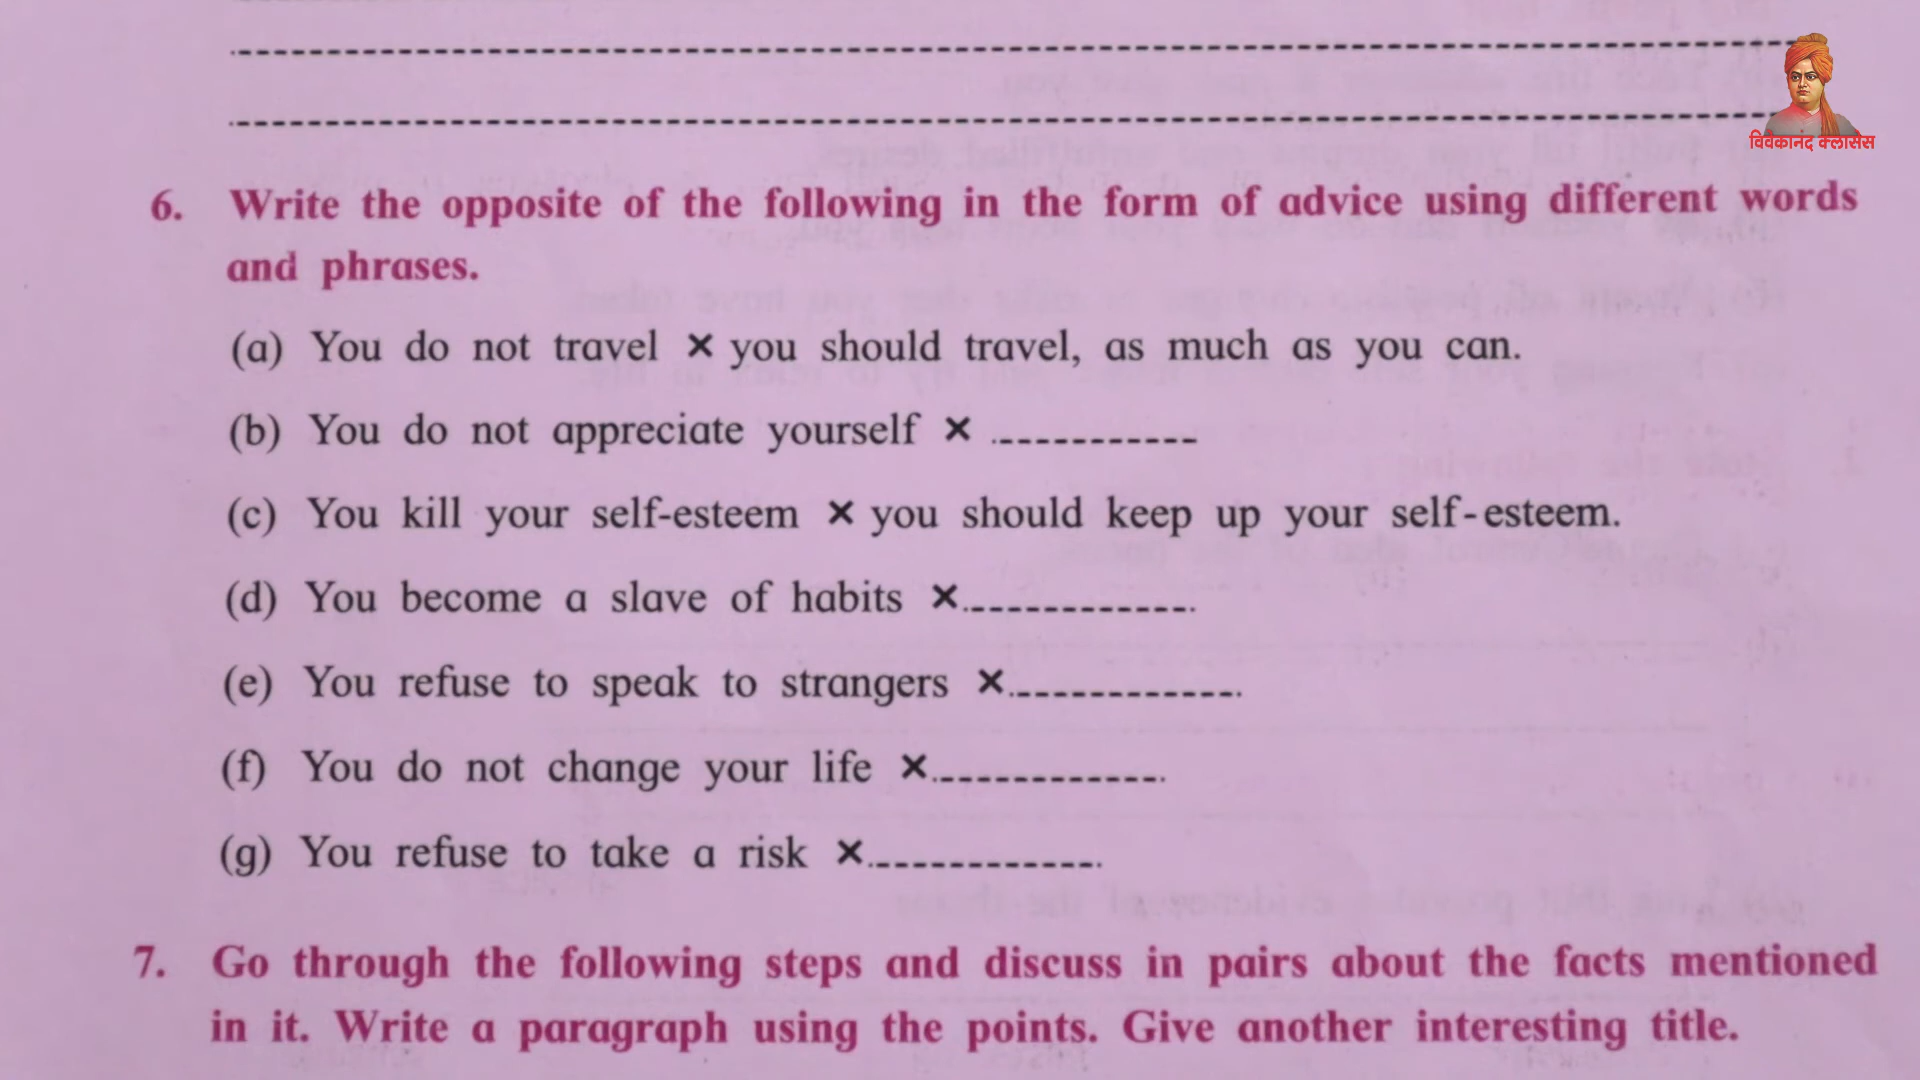 विवेकानंद क्लासेस
6. Write the opposite of the following in the form of advice using different words
and phrases.
(a) You do not travel × you should travel, as much as you can.
(b) You do not appreciate yourself × ............
(c) You kill your self-esteem × you should keep up your self-esteem.
(d) You become a slave of habits ×.............
(e) You refuse to speak to strangers ×.............
(f) You do not change your life ×.............
(g) You refuse to take a risk ×.............
7. Go through the following steps and discuss in pairs about the facts mentioned
in it. Write a paragraph using the points. Give another interesting title.